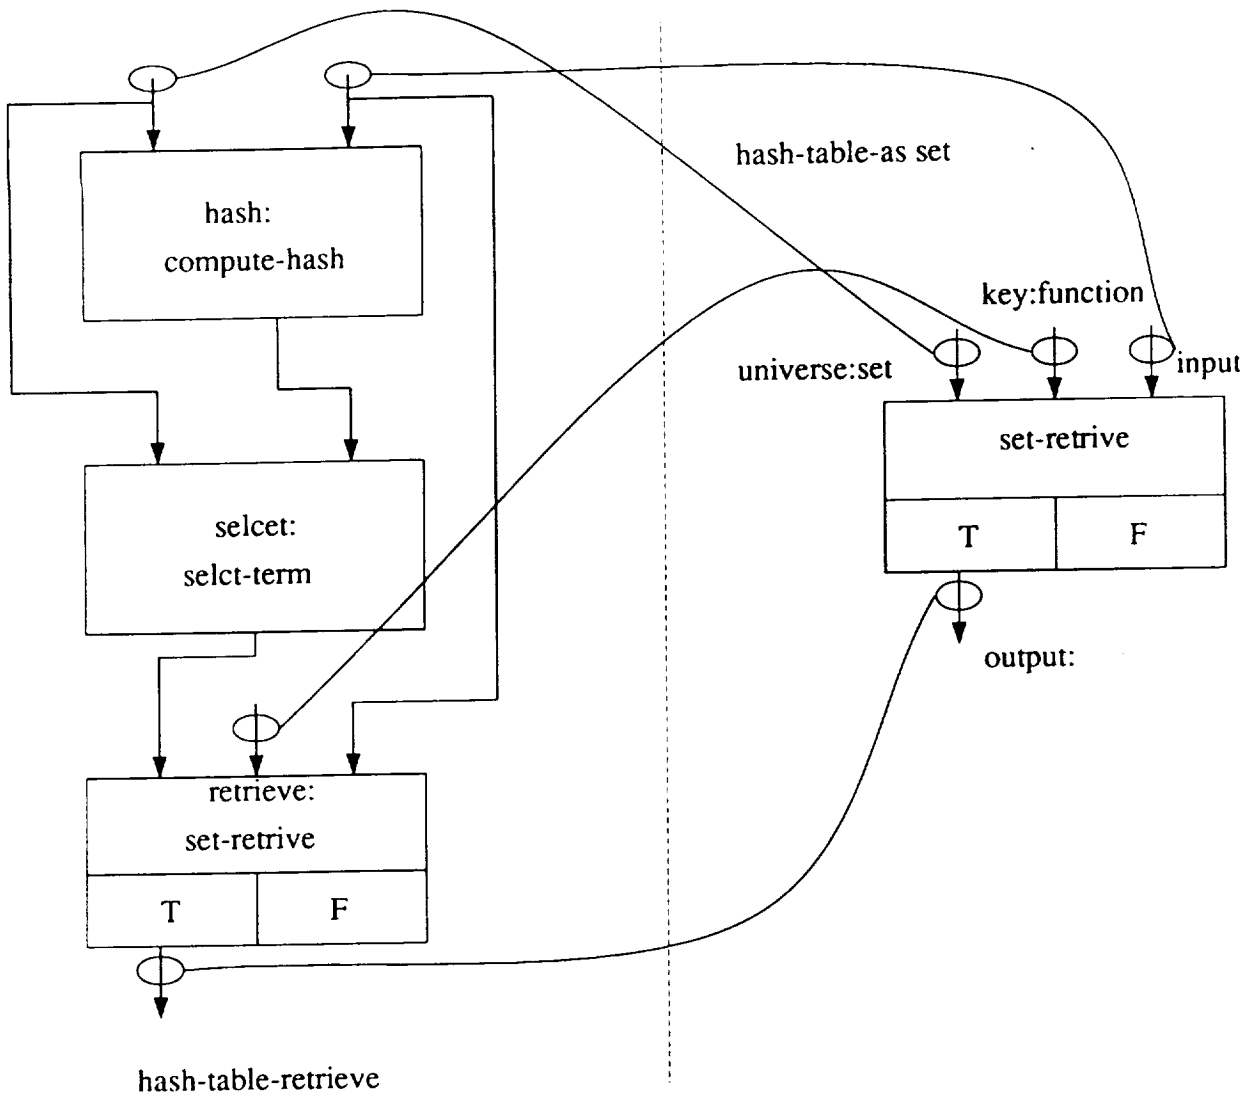 hash-table-as set
hash:
compute-hash
key:function
universe:set
input
set-retrive
T
F
selcet:
selct-term
output:
retrieve:
set-retrive
T
F
hash-table-retrieve